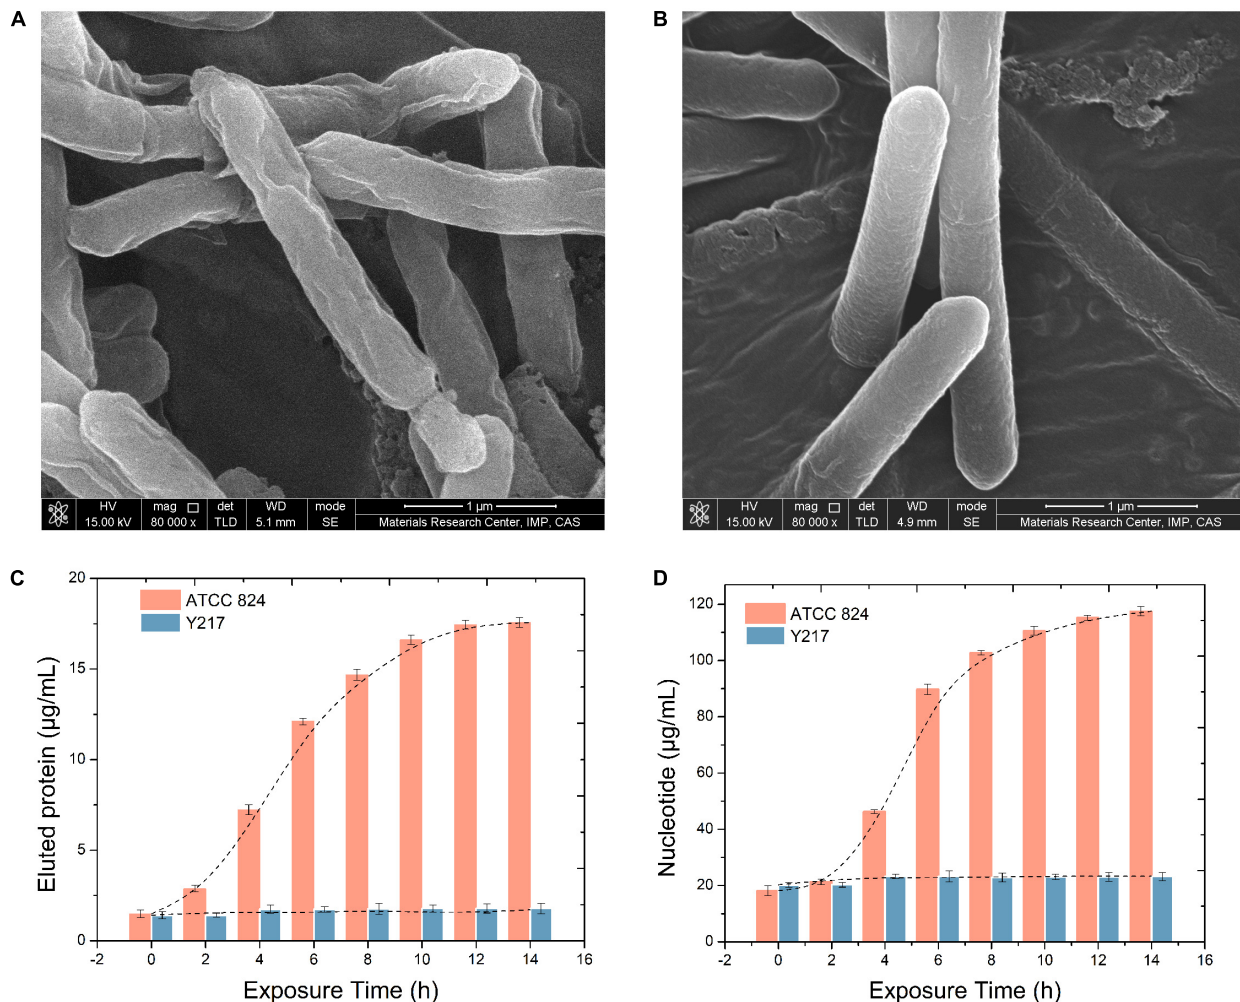 A
B
HV
mag
det
WD
mode
1 µm
15.00 kV
80 000 x
TLD
5.1 mm
SE
Materials Research Center, IMP, CAS
HV
mag
det
WD
mode
1 µm
15.00 kV
80 000 x
TLD
4.9 mm
SE
Materials Research Center, IMP, CAS
C
ATCC 824
Y217
Eluted protein (µg/mL)
20
15
10
5
0
-2 0 2 4 6 8 10 12 14 16
Exposure Time (h)
D
ATCC 824
Y217
Nucleotide (µg/mL)
120
100
80
60
40
20
0
-2 0 2 4 6 8 10 12 14 16
Exposure Time (h)